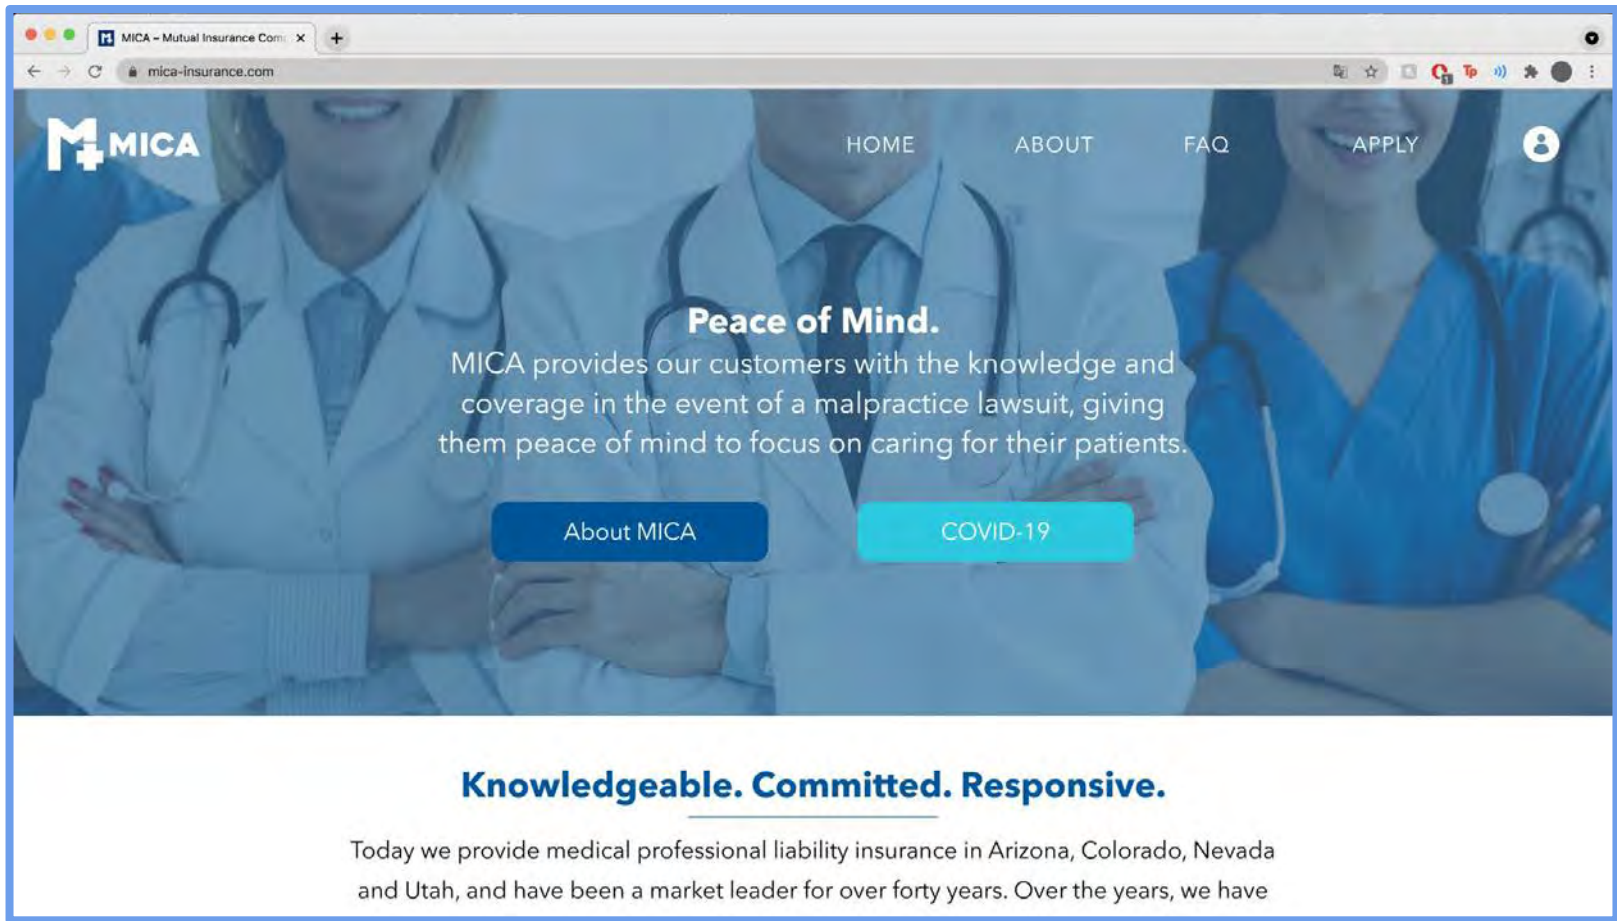 MICA – Mutual Insurance Com
mica-insurance.com
MICA
HOME ABOUT FAQ APPLY
Peace of Mind.
MICA provides our customers with the knowledge and
coverage in the event of a malpractice lawsuit, giving
them peace of mind to focus on caring for their patients.
About MICA COVID-19
Knowledgeable. Committed. Responsive.
Today we provide medical professional liability insurance in Arizona, Colorado, Nevada
and Utah, and have been a market leader for over forty years. Over the years, we have